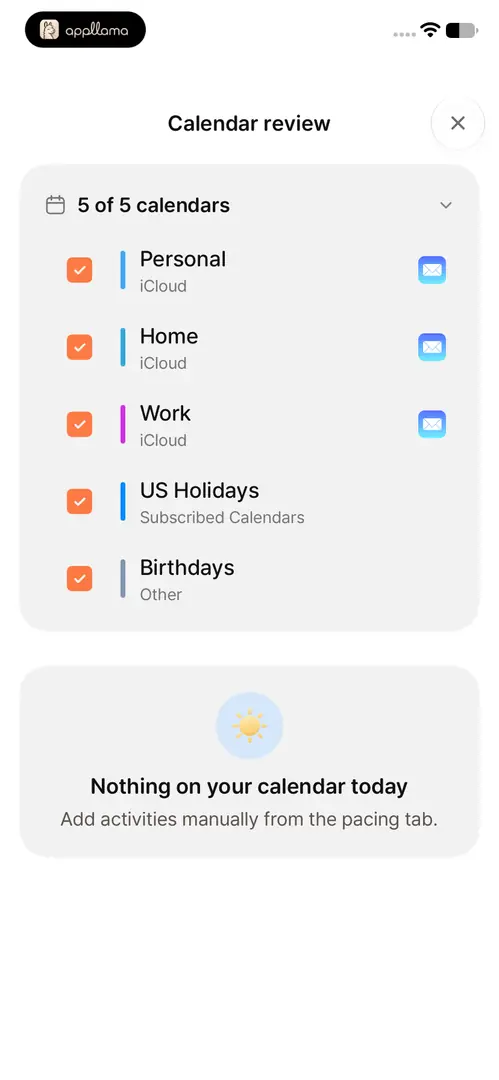 appllama
Calendar review
5 of 5 calendars
Personal
iCloud
Home
iCloud
Work
iCloud
US Holidays
Subscribed Calendars
Birthdays
Other
Nothing on your calendar today
Add activities manually from the pacing tab.